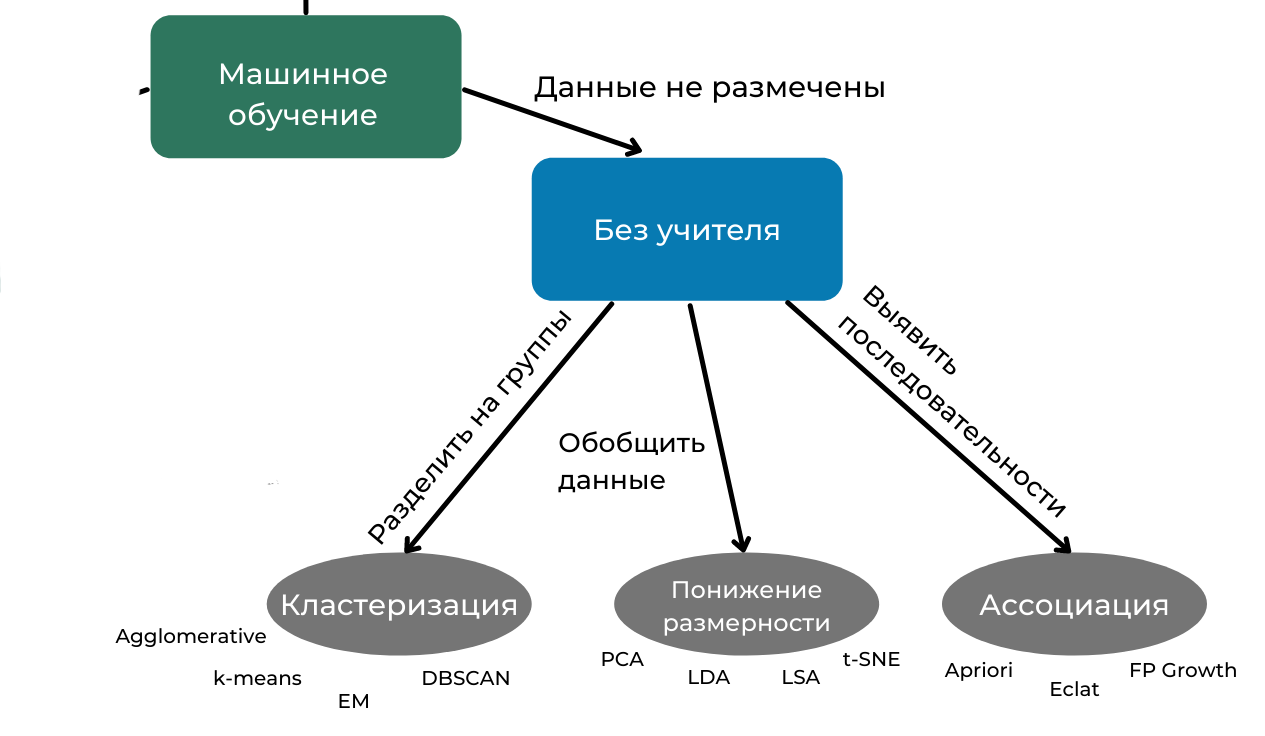 Машинное
обучение
Данные не размечены
Без учителя
Разделить на группы
Обобщить
данные
Выявить
последовательности
Кластеризация
Понижение
размерности
Ассоциация
Agglomerative
k-means
EM
DBSCAN
PCA
LDA
LSA
t-SNE
Apriori
Eclat
FP Growth